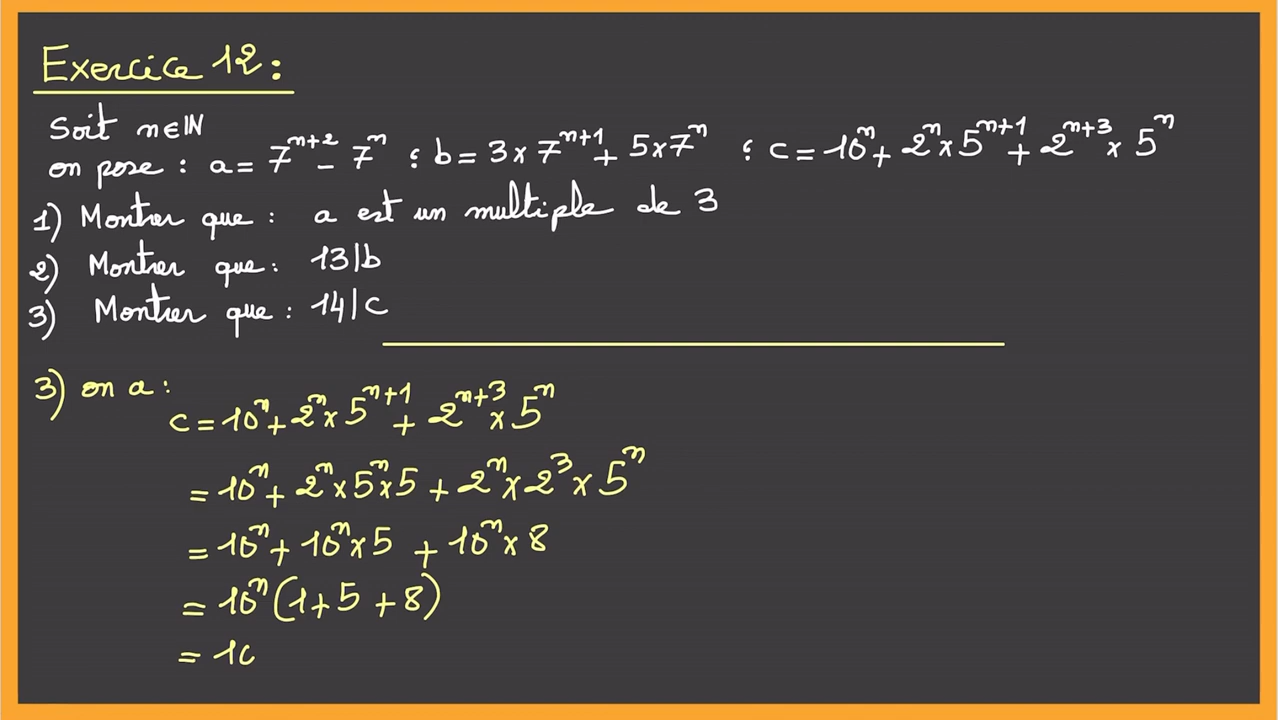 Exercice 12 :
Soit n∈ℕ
on pose : a = 7^{n+2} - 7^n ; b = 3 × 7^{n+1} + 5 × 7^n ; c = 10^n + 2^n × 5^{n+1} + 2^{n+3} × 5^n
1) Montrer que : a est un multiple de 3
2) Montrer que : 13|b
3) Montrer que : 14|c
3) on a :
c = 10^n + 2^n × 5^{n+1} + 2^{n+3} × 5^n
= 10^n + 2^n × 5^n × 5 + 2^n × 2^3 × 5^n
= 10^n + 10^n × 5 + 10^n × 8
= 10^n (1 + 5 + 8)
= 10